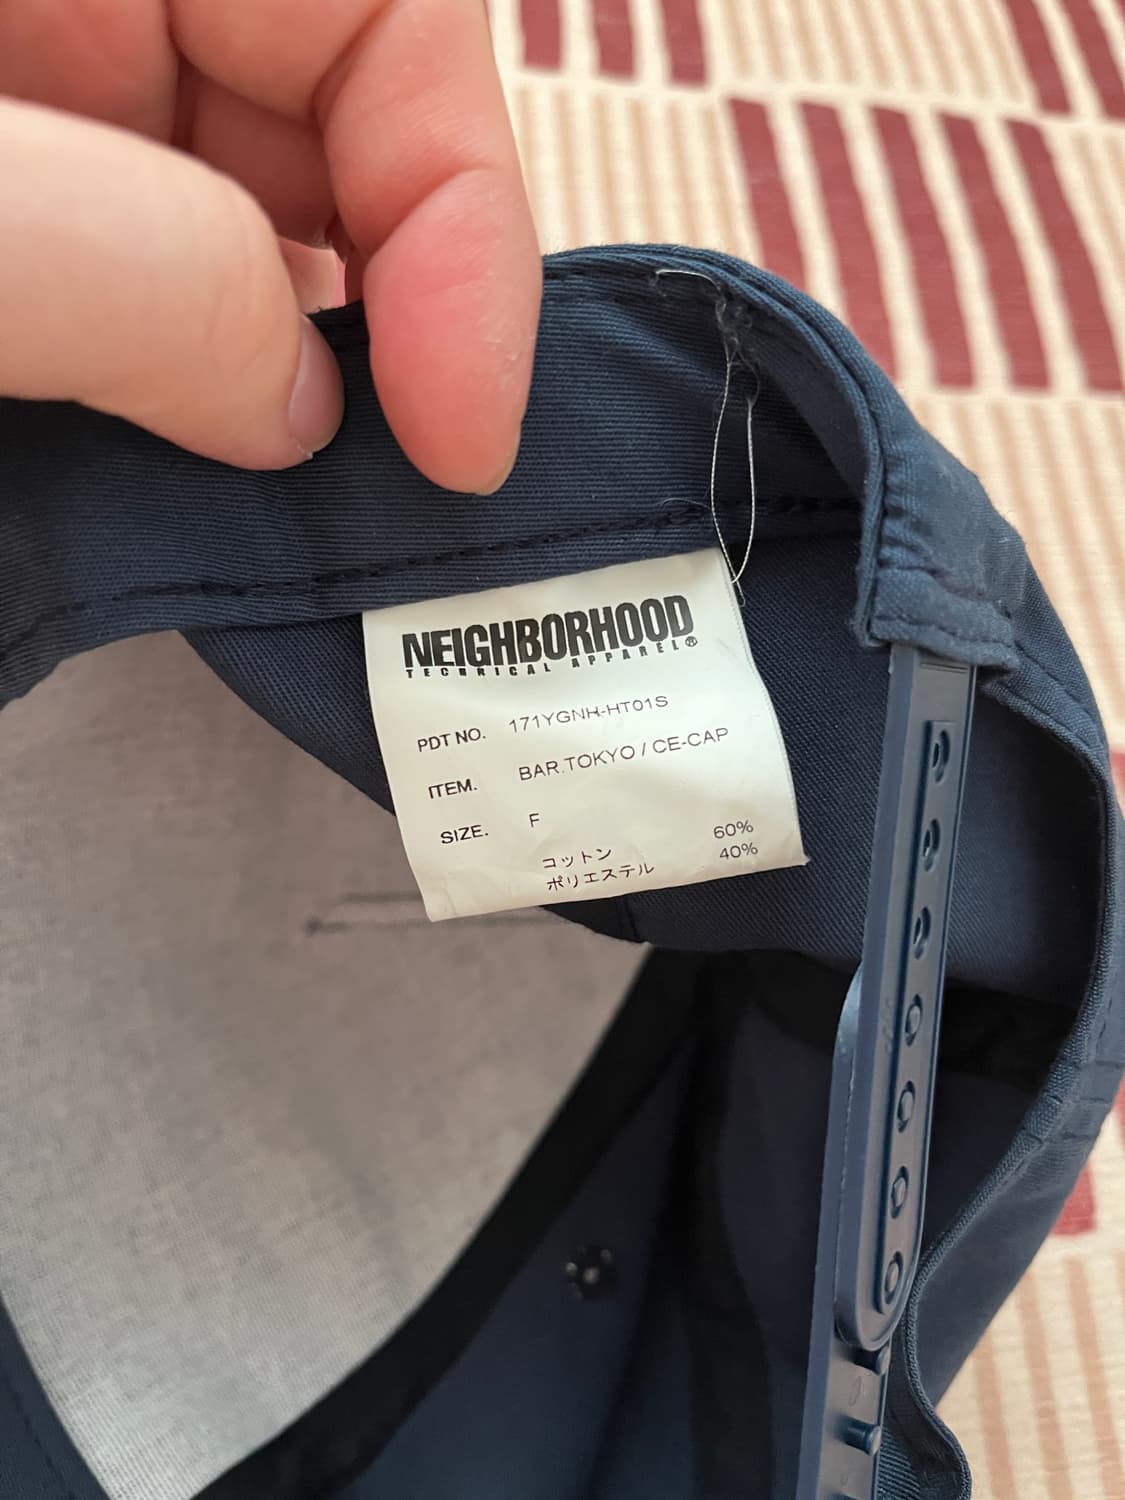 NEIGHBORHOOD
TECHNICAL APPAREL®
PDT NO. 171YGNH-HT01S
ITEM. BAR.TOKYO / CE-CAP
SIZE. F
コットン 60%
ポリエステル 40%